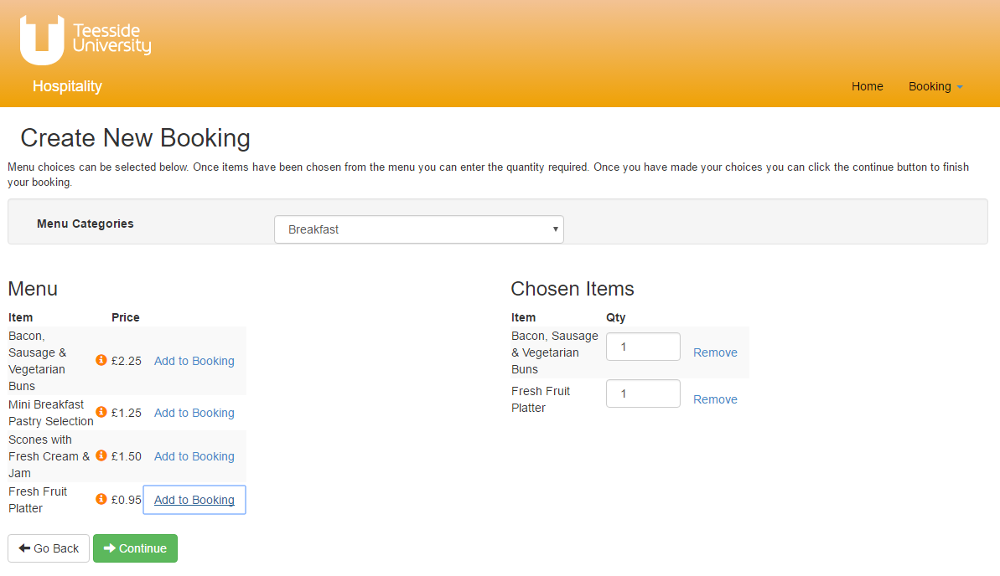 Teesside
University
Hospitality
Home Booking
Create New Booking
Menu choices can be selected below. Once items have been chosen from the menu you can enter the quantity required. Once you have made your choices you can click the continue button to finish
your booking.
Menu Categories
Breakfast
Menu
Item Price
Bacon,
Sausage &
Vegetarian
Buns
£2.25 Add to Booking
Mini Breakfast
Pastry Selection
£1.25 Add to Booking
Scones with
Fresh Cream &
Jam
£1.50 Add to Booking
Fresh Fruit
Platter
£0.95 Add to Booking
Chosen Items
Item Qty
Bacon, Sausage
& Vegetarian
Buns
1 Remove
Fresh Fruit
Platter
1 Remove
Go Back Continue